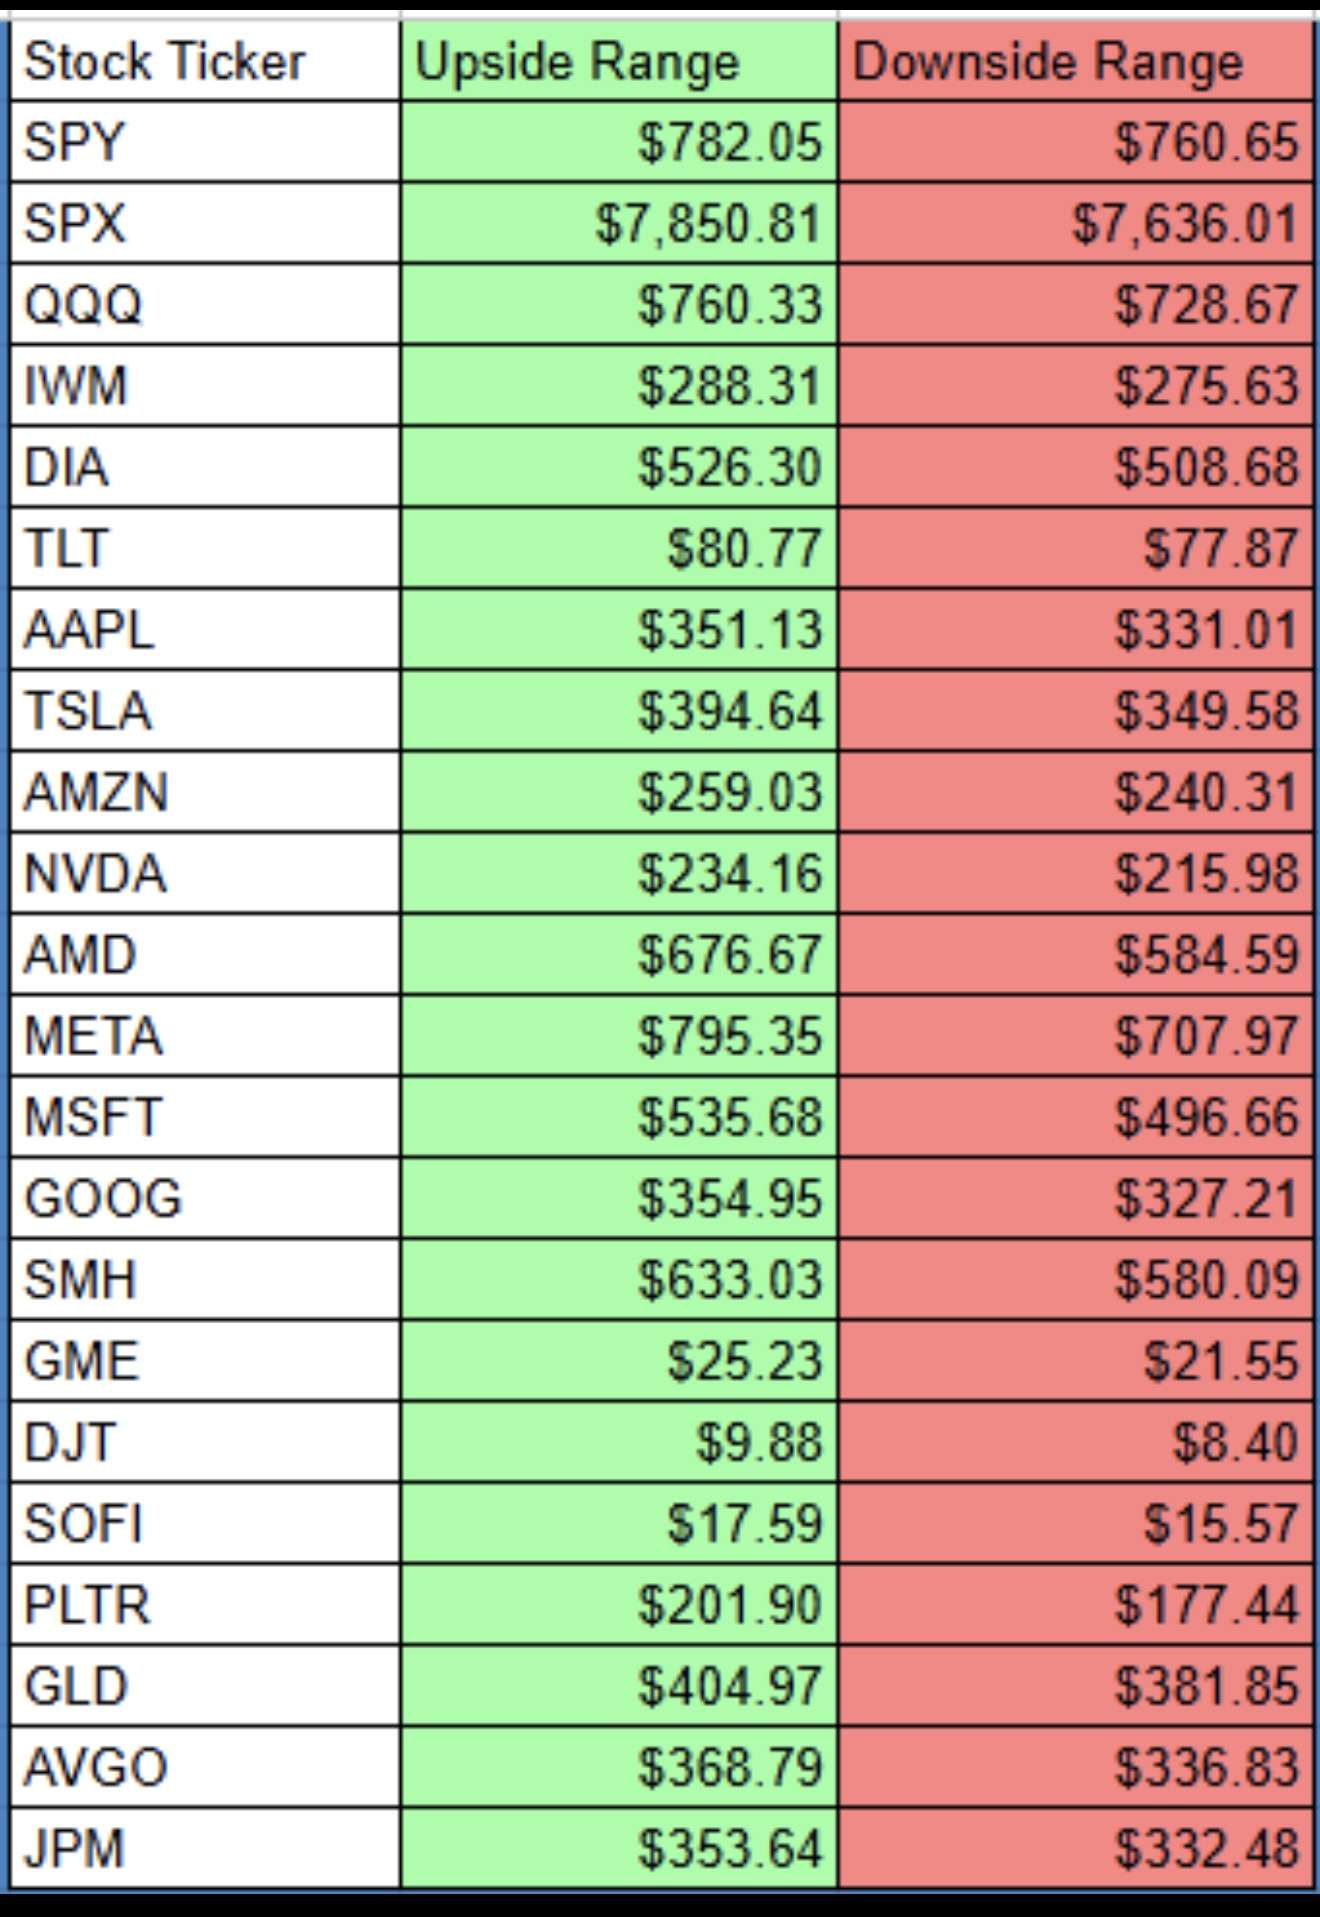 Stock Ticker Upside Range Downside Range
SPY $782.05 $760.65
SPX $7,850.81 $7,636.01
QQQ $760.33 $728.67
IWM $288.31 $275.63
DIA $526.30 $508.68
TLT $80.77 $77.87
AAPL $351.13 $331.01
TSLA $394.64 $349.58
AMZN $259.03 $240.31
NVDA $234.16 $215.98
AMD $676.67 $584.59
META $795.35 $707.97
MSFT $535.68 $496.66
GOOG $354.95 $327.21
SMH $633.03 $580.09
GME $25.23 $21.55
DJT $9.88 $8.40
SOFI $17.59 $15.57
PLTR $201.90 $177.44
GLD $404.97 $381.85
AVGO $368.79 $336.83
JPM $353.64 $332.48